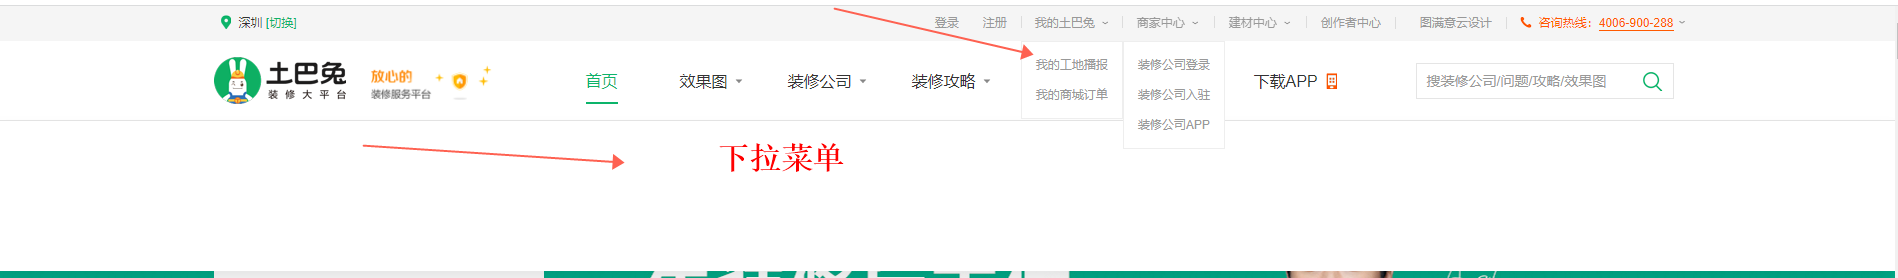 深圳 [切换] 登录 注册 我的土巴兔 商家中心 建材中心 创作者中心 图满意云设计 咨询热线：4006-900-288
土巴兔 装修大平台 放心的 装修服务平台 首页 效果图 装修公司 装修攻略 下载APP 搜装修公司/问题/攻略/效果图
我的工地播报 装修公司登录
我的商城订单 装修公司入驻
装修公司APP
下拉菜单